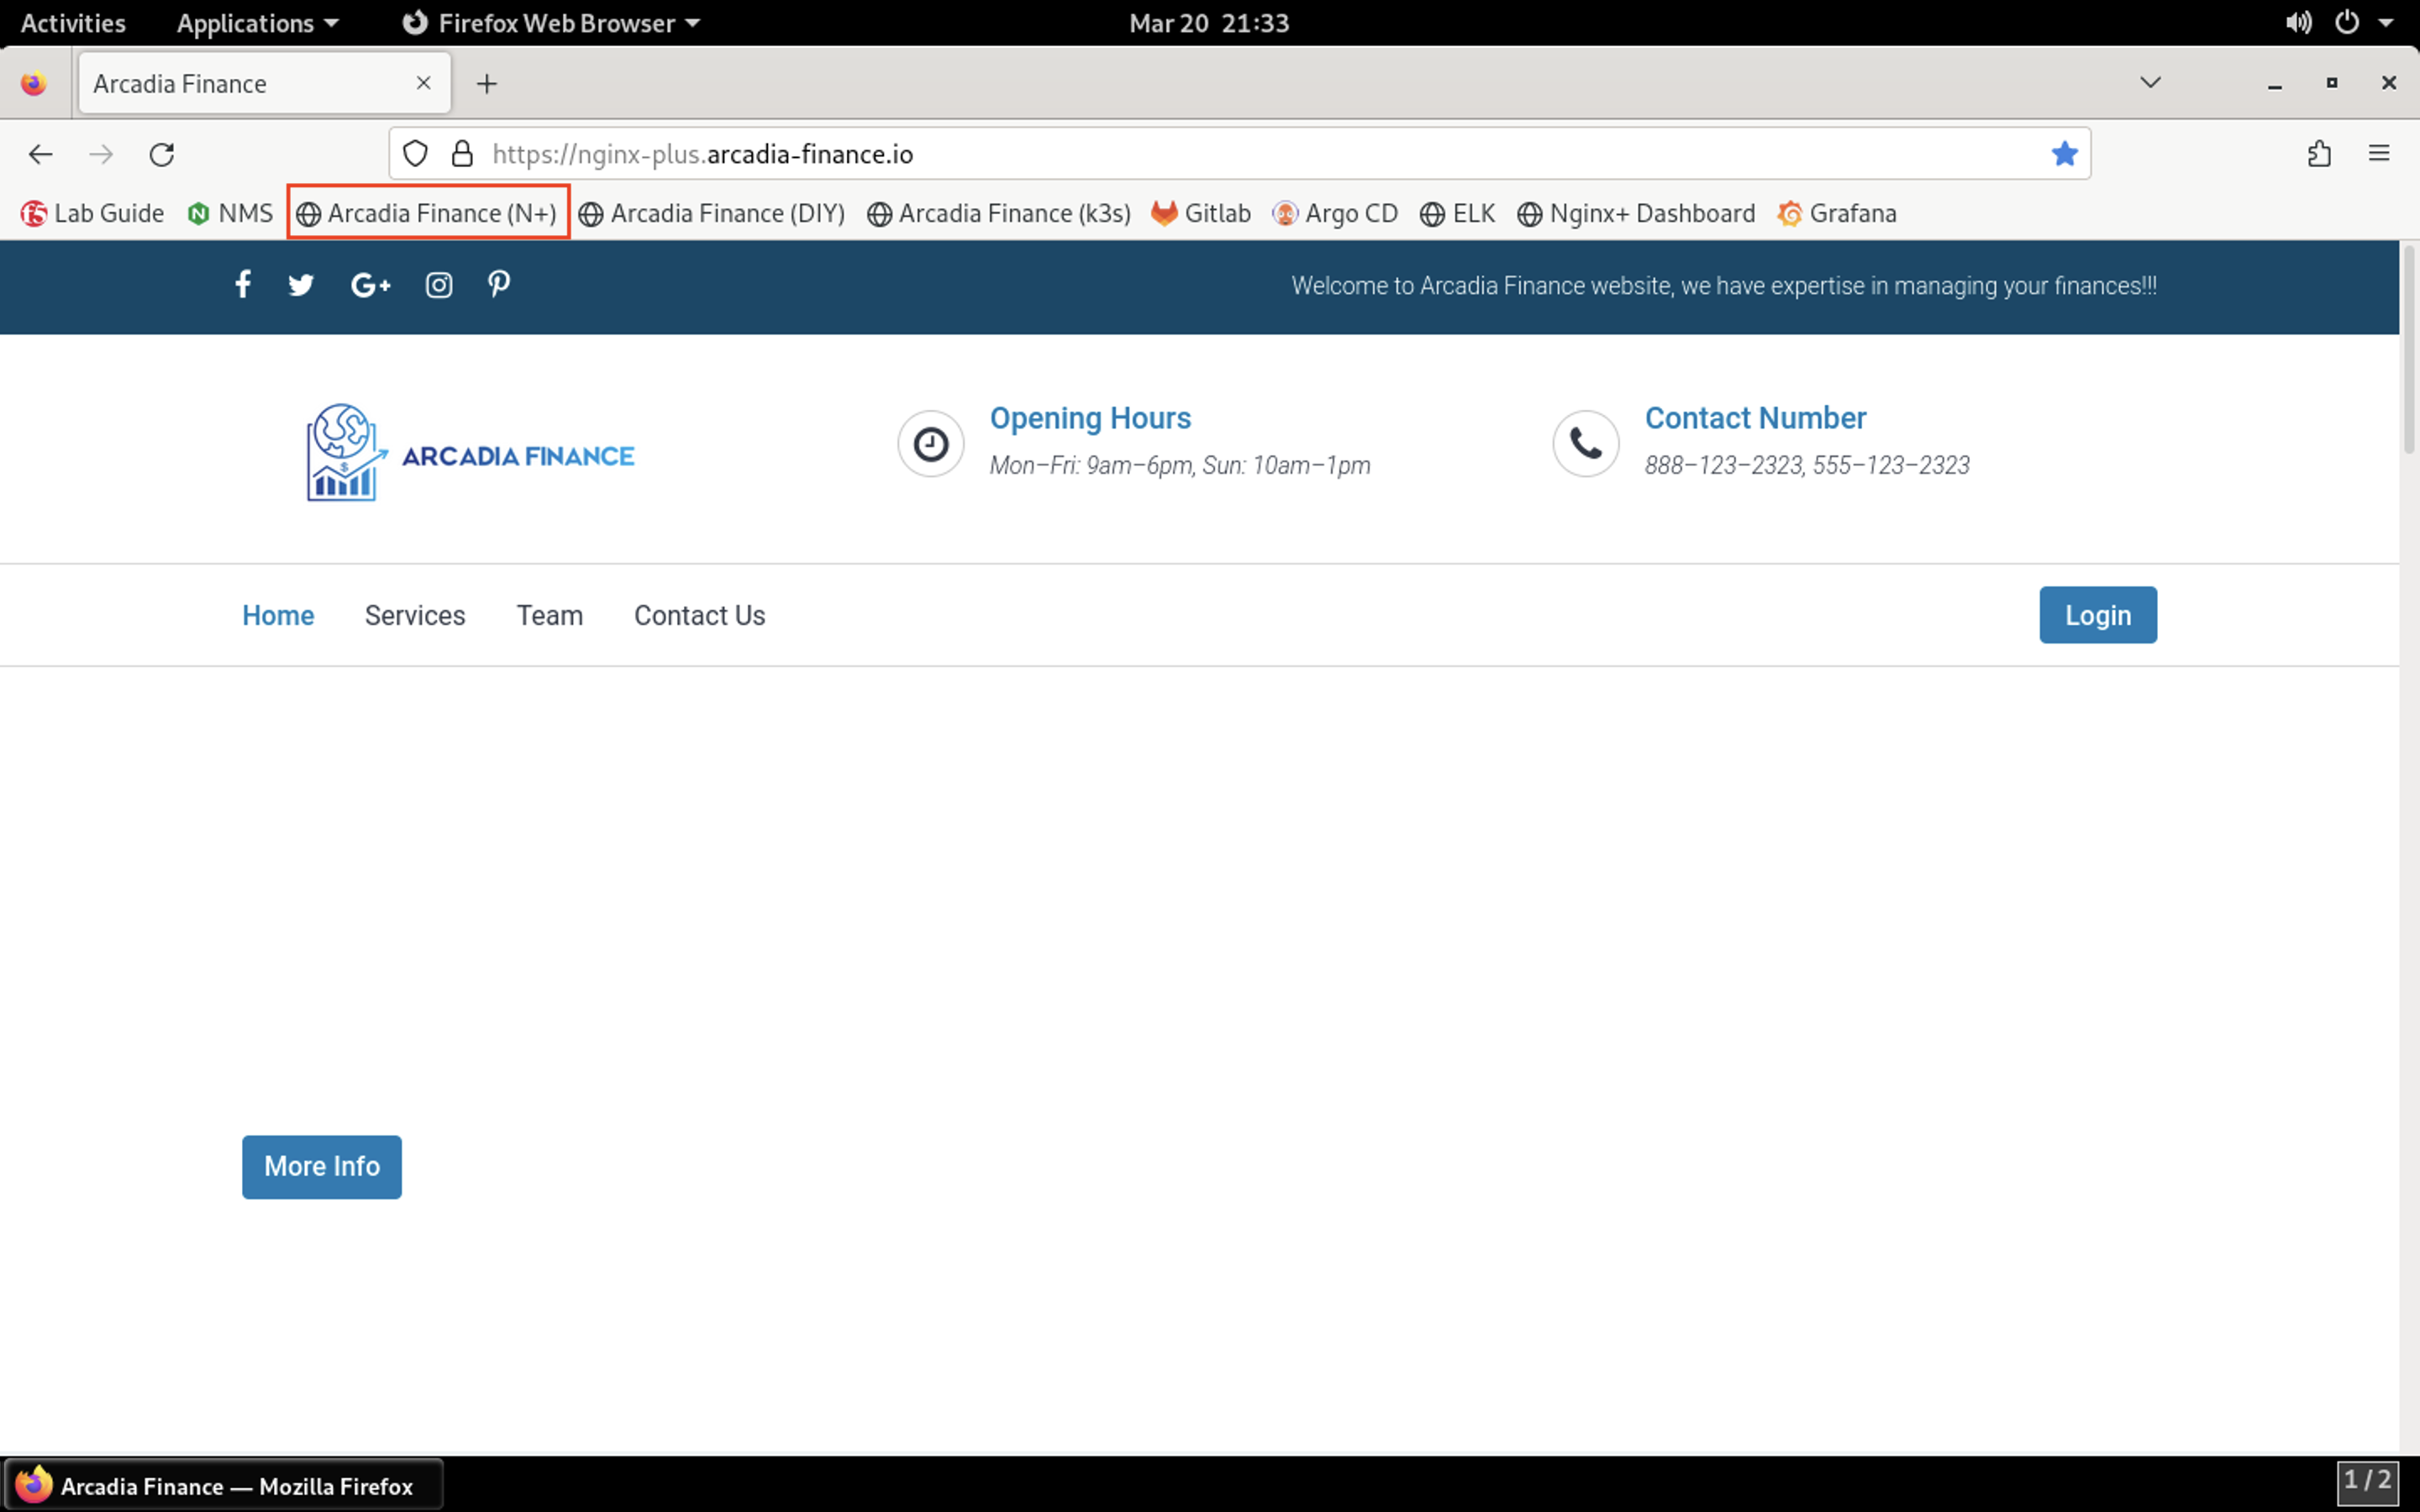 Activities Applications Firefox Web Browser Mar 20 21:33
Arcadia Finance
https://nginx-plus.arcadia-finance.io
Lab Guide NMS Arcadia Finance (N+) Arcadia Finance (DIY) Arcadia Finance (k3s) Gitlab Argo CD ELK Nginx+ Dashboard Grafana
Welcome to Arcadia Finance website, we have expertise in managing your finances!!!
ARCADIA FINANCE
Opening Hours
Mon–Fri: 9am–6pm, Sun: 10am–1pm
Contact Number
888–123–2323, 555–123–2323
Home Services Team Contact Us Login
More Info
Arcadia Finance — Mozilla Firefox 1 / 2